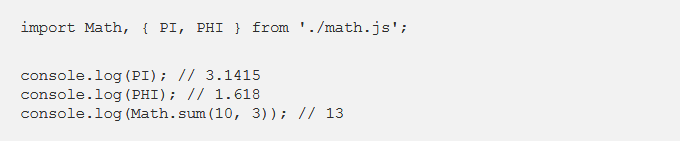 import Math, { PI, PHI } from './math.js';
console.log(PI); // 3.1415
console.log(PHI); // 1.618
console.log(Math.sum(10, 3)); // 13